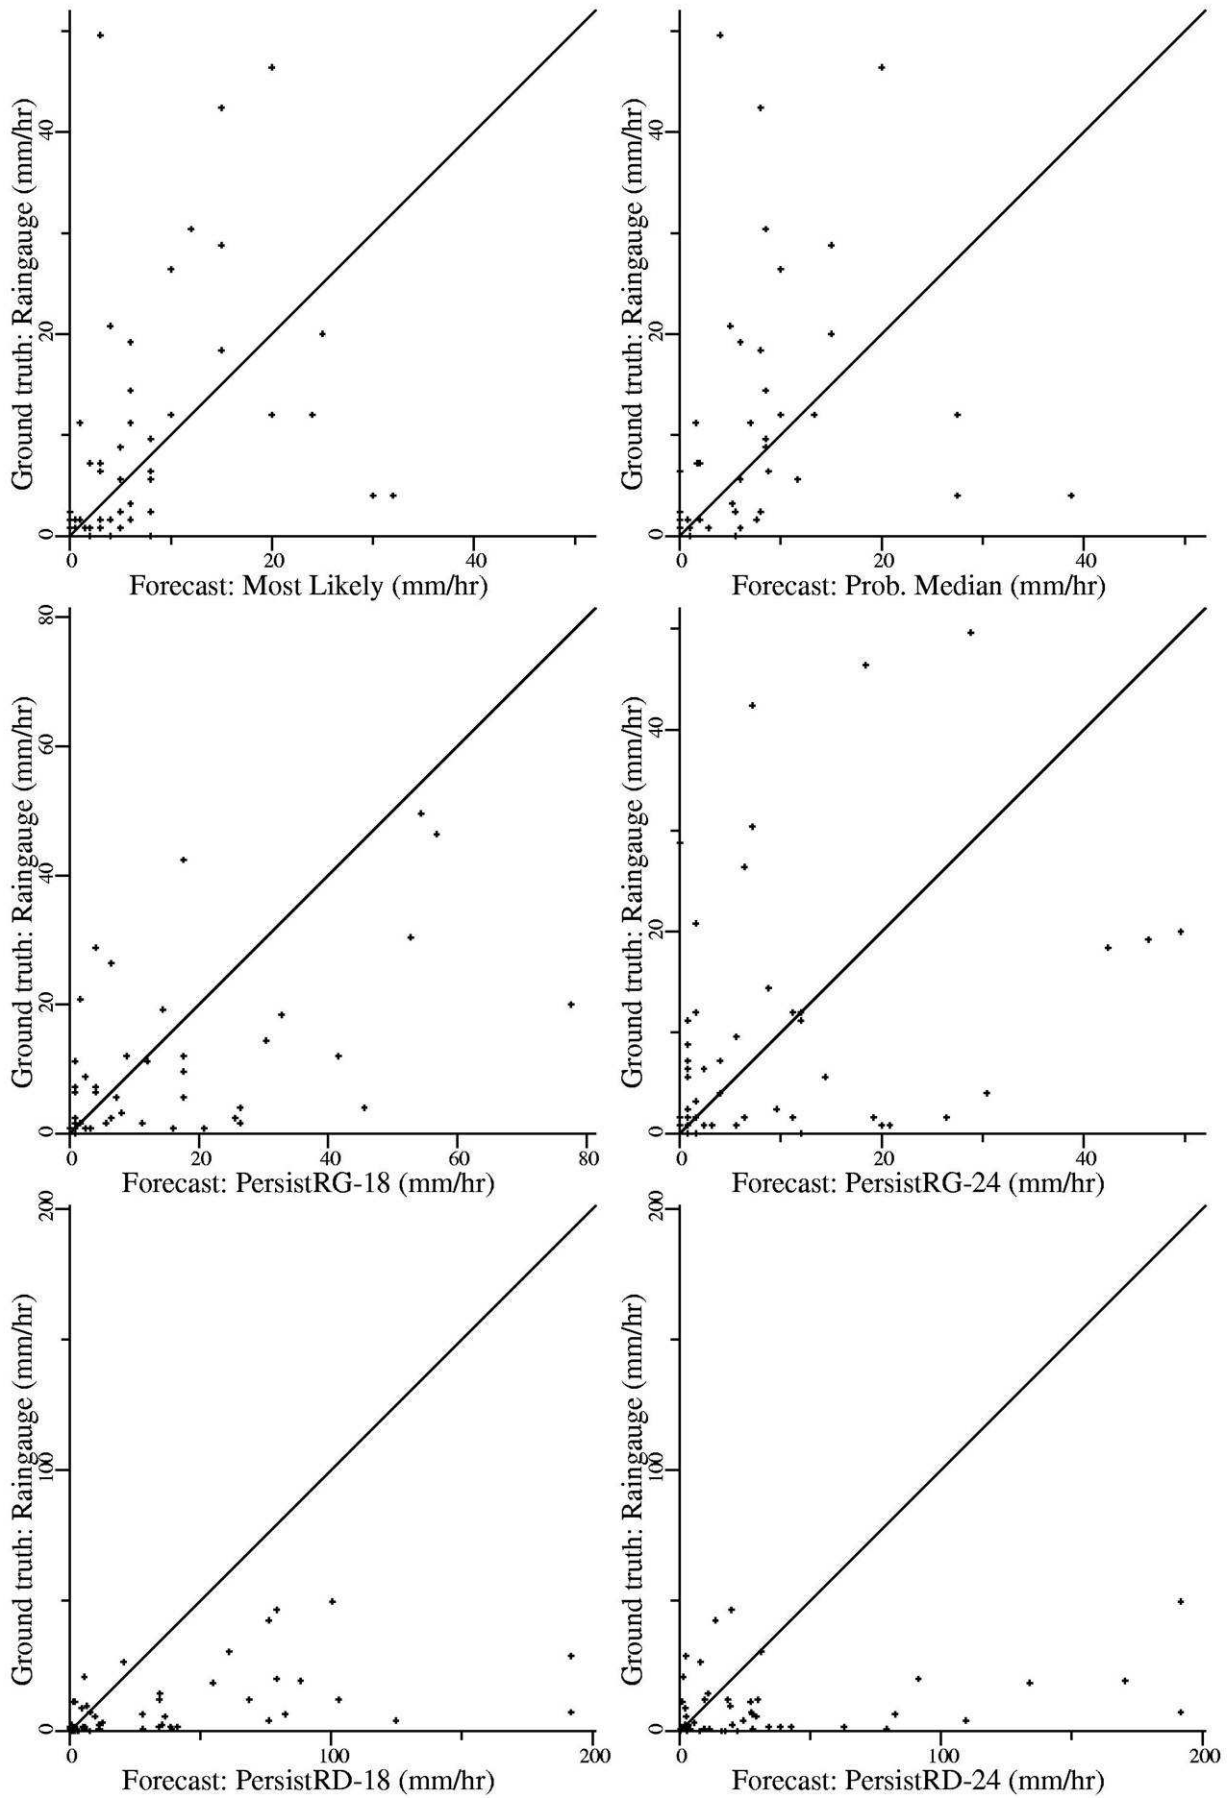 Ground truth: Raingauge (mm/hr)
40
20
0
0 20 40
Forecast: Most Likely (mm/hr)
Ground truth: Raingauge (mm/hr)
40
20
0
0 20 40
Forecast: Prob. Median (mm/hr)
Ground truth: Raingauge (mm/hr)
80
60
40
20
0
0 20 40 60 80
Forecast: PersistRG-18 (mm/hr)
Ground truth: Raingauge (mm/hr)
40
20
0
0 20 40
Forecast: PersistRG-24 (mm/hr)
Ground truth: Raingauge (mm/hr)
200
100
0
0 100 200
Forecast: PersistRD-18 (mm/hr)
Ground truth: Raingauge (mm/hr)
200
100
0
0 100 200
Forecast: PersistRD-24 (mm/hr)